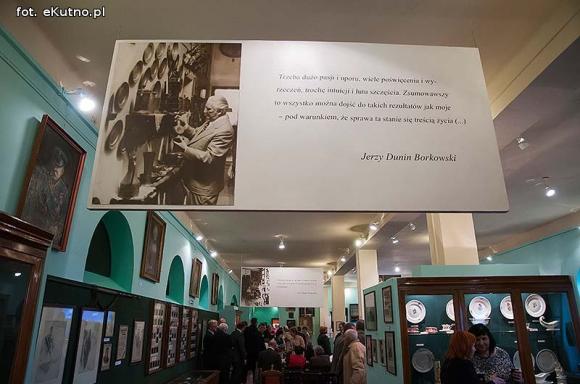 fot. eKutno.pl
Trzeba dużo pasji i uporu, wiele poświęcenia i wy-
rzeczeń, trochę intuicji i łutu szczęścia. Zsumowawszy
to wszystko można dojść do takich rezultatów jak moje
– pod warunkiem, że sprawa ta stanie się treścią życia (...)
Jerzy Dunin Borkowski